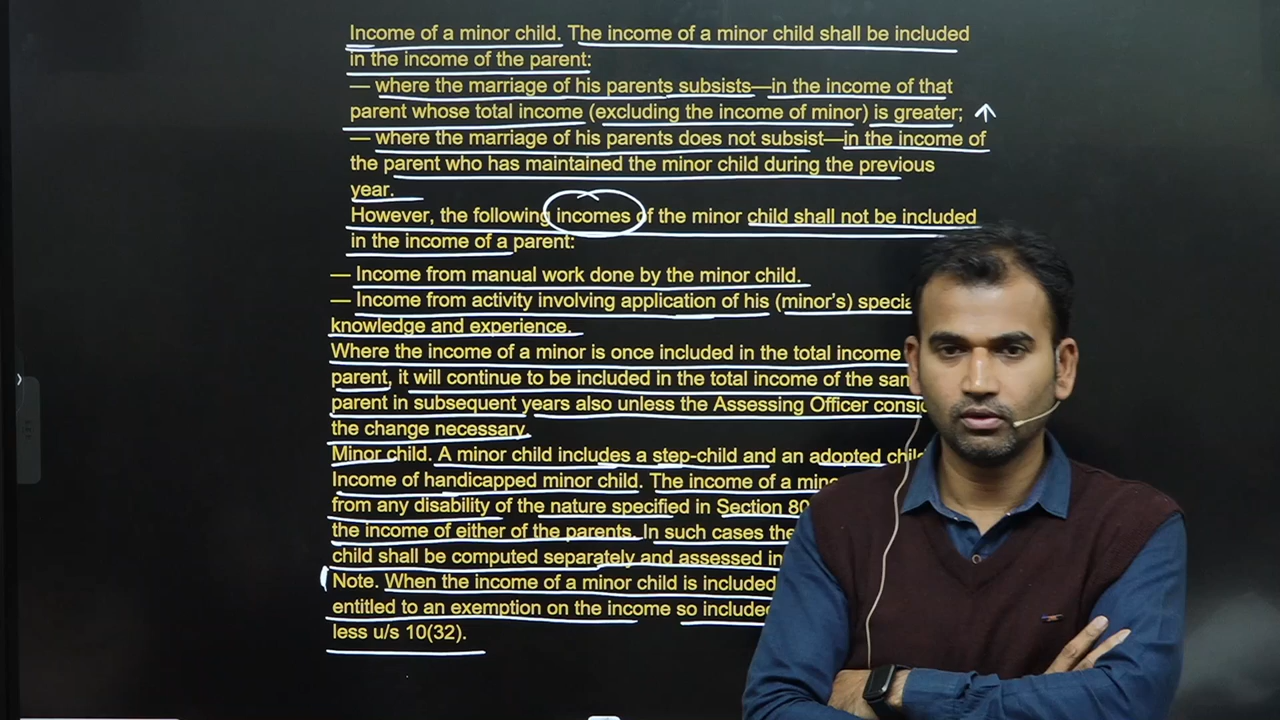 Income of a minor child. The income of a minor child shall be included
in the income of the parent:
— where the marriage of his parents subsists—in the income of that
parent whose total income (excluding the income of minor) is greater;
— where the marriage of his parents does not subsist—in the income of
the parent who has maintained the minor child during the previous
year.
However, the following incomes of the minor child shall not be included
in the income of a parent:
— Income from manual work done by the minor child.
— Income from activity involving application of his (minor's)
knowledge and experience.
Where the income of a minor is once included in the total income
parent, it will continue to be included in the total income of the
parent in subsequent years also unless the Assessing Officer
the change necessary.
Minor child. A minor child includes a step-child and an adopted
Income of handicapped minor child. The income of a
from any disability of the nature specified in Section
the income of either of the parents. In such cases the
child shall be computed separately and assessed in
Note. When the income of a minor child is included
entitled to an exemption on the income so
less u/s 10(32).